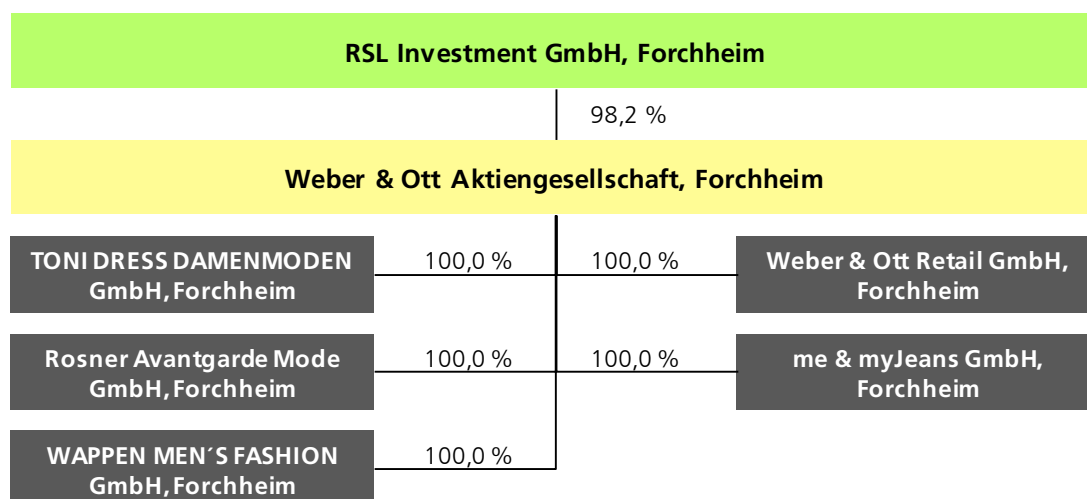 RSL Investment GmbH, Forchheim
98,2 %
Weber & Ott Aktiengesellschaft, Forchheim
TONI DRESS DAMENMODEN
GmbH, Forchheim
100,0 %
100,0 %
Weber & Ott Retail GmbH,
Forchheim
Rosner Avantgarde Mode
GmbH, Forchheim
100,0 %
100,0 %
me & myJeans GmbH,
Forchheim
WAPPEN MEN´S FASHION
GmbH, Forchheim
100,0 %